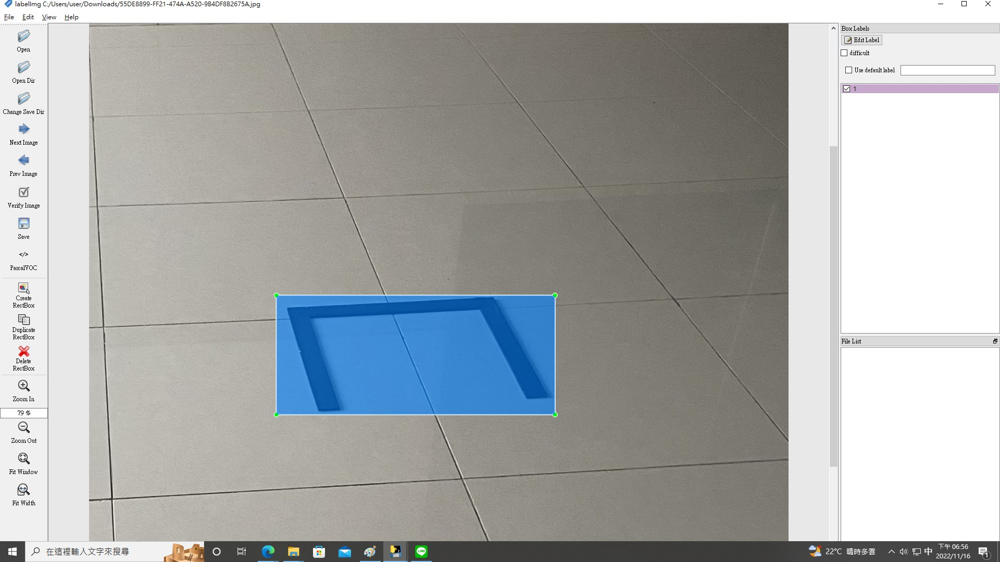 labelImg C:/Users/user/Downloads/55DE8899-FF21-474A-A520-9B4DF8B2675A.jpg
File Edit View Help
Open
Open Dir
Change Save Dir
Next Image
Prev Image
Verify Image
Save
</>
PascalVOC
Create
RectBox
Duplicate
RectBox
Delete
RectBox
Zoom In
79 %
Zoom Out
Fit Window
Fit Width
Box Labels
Edit Label
difficult
Use default label
1
File List
在這裡輸入文字來搜尋
LINE
22°C 晴時多雲
中
下午 06:56
2022/11/16
1